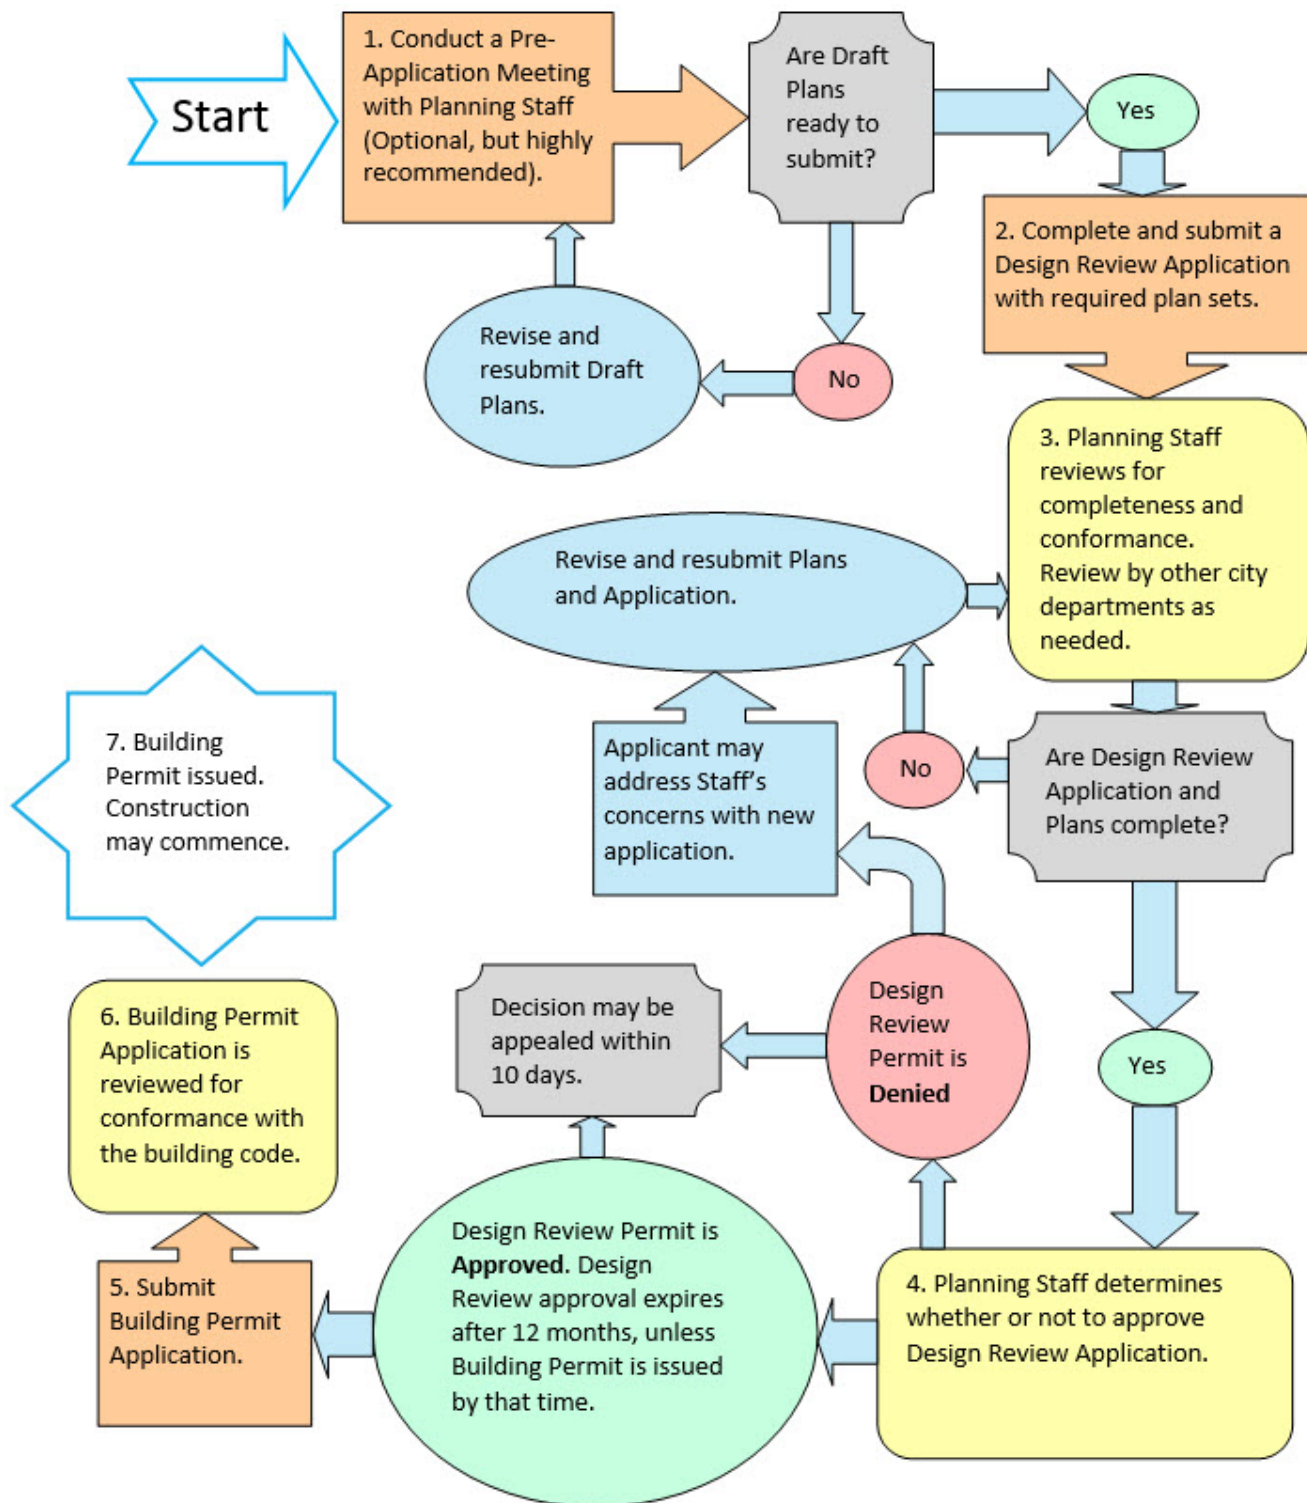 Start
1. Conduct a Pre-
Application Meeting
with Planning Staff
(Optional, but highly
recommended).
Are Draft
Plans
ready to
submit?
Yes
2. Complete and submit a
Design Review Application
with required plan sets.
No
Revise and
resubmit Draft
Plans.
3. Planning Staff
reviews for
completeness and
conformance.
Review by other city
departments as
needed.
Revise and resubmit Plans
and Application.
Are Design Review
Application and
Plans complete?
No
Applicant may
address Staff's
concerns with new
application.
Yes
4. Planning Staff determines
whether or not to approve
Design Review Application.
Design
Review
Permit is
Denied
Decision may be
appealed within
10 days.
Design Review Permit is
Approved. Design
Review approval expires
after 12 months, unless
Building Permit is issued
by that time.
5. Submit
Building Permit
Application.
6. Building Permit
Application is
reviewed for
conformance with
the building code.
7. Building
Permit issued.
Construction
may commence.